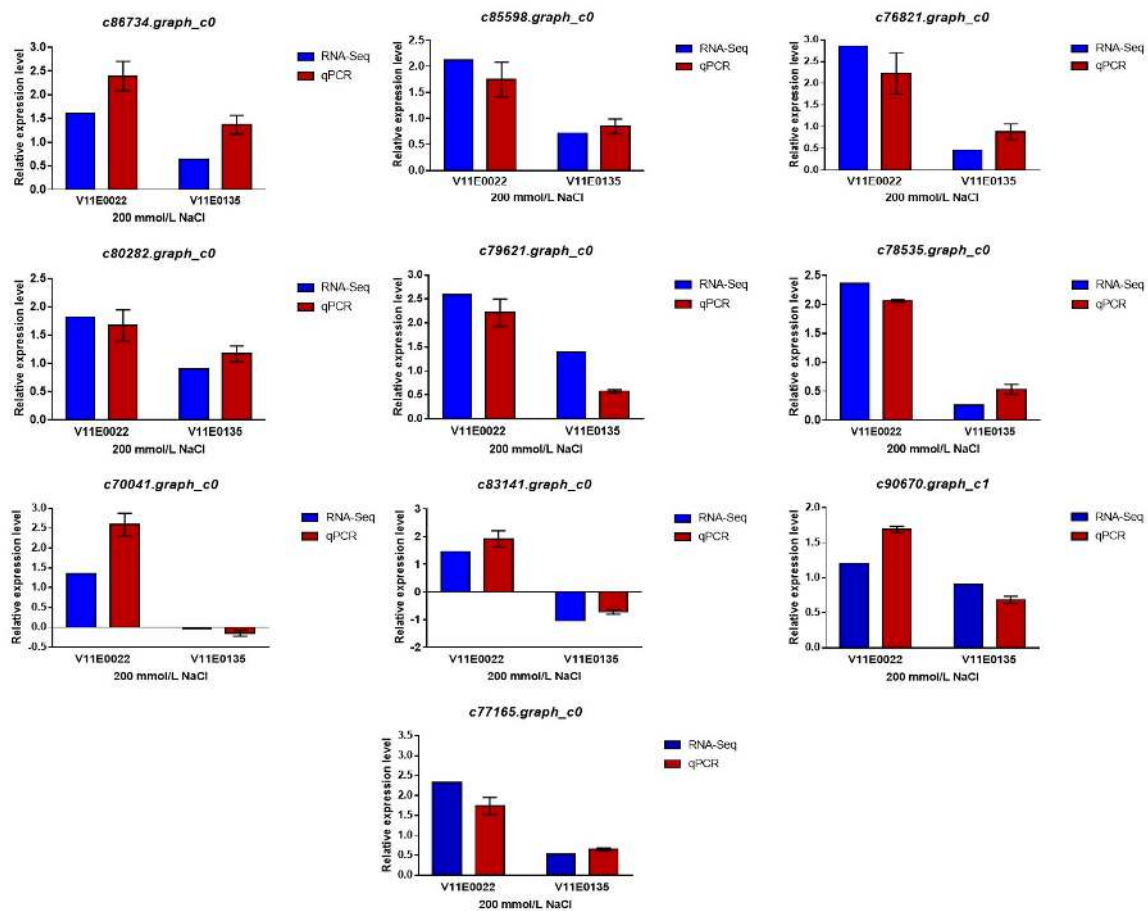 c86734.graph_c0
Relative expression level
3.0
2.5
2.0
1.5
1.0
0.5
0.0
V11E0022 V11E0135
200 mmol/L NaCl
RNA-Seq
qPCR
c85598.graph_c0
Relative expression level
2.5
2.0
1.5
1.0
0.5
0.0
V11E0022 V11E0135
200 mmol/L NaCl
RNA-Seq
qPCR
c76821.graph_c0
Relative expression level
3.0
2.5
2.0
1.5
1.0
0.5
0.0
V11E0022 V11E0135
200 mmol/L NaCl
RNA-Seq
qPCR
c80282.graph_c0
Relative expression level
2.5
2.0
1.5
1.0
0.5
0.0
V11E0022 V11E0135
200 mmol/L NaCl
RNA-Seq
qPCR
c79621.graph_c0
Relative expression level
3.0
2.5
2.0
1.5
1.0
0.5
0.0
V11E0022 V11E0135
200 mmol/L NaCl
RNA-Seq
qPCR
c78535.graph_c0
Relative expression level
2.5
2.0
1.5
1.0
0.5
0.0
V11E0022 V11E0135
200 mmol/L NaCl
RNA-Seq
qPCR
c70041.graph_c0
Relative expression level
3.0
2.5
2.0
1.5
1.0
0.5
0.0
-0.5
V11E0022 V11E0135
200 mmol/L NaCl
RNA-Seq
qPCR
c83141.graph_c0
Relative expression level
4
3
2
1
0
-1
-2
V11E0022 V11E0135
200 mmol/L NaCl
RNA-Seq
qPCR
c90670.graph_c1
Relative expression level
2.0
1.5
1.0
0.5
0.0
V11E0022 V11E0135
200 mmol/L NaCl
RNA-Seq
qPCR
c77165.graph_c0
Relative expression level
3.5
3.0
2.5
2.0
1.5
1.0
0.5
0.0
V11E0022 V11E0135
200 mmol/L NaCl
RNA-Seq
qPCR